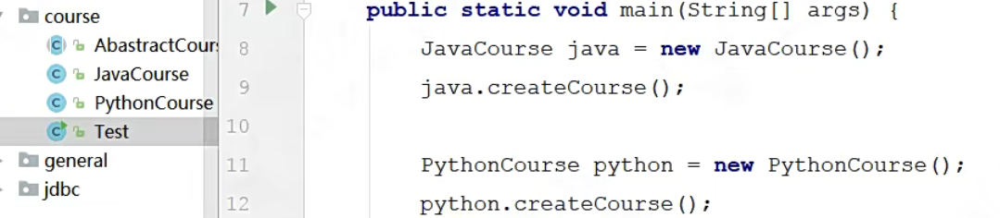 course
AbastractCour
JavaCourse
PythonCourse
Test
general
jdbc
7 public static void main(String[] args) {
8 JavaCourse java = new JavaCourse();
9 java.createCourse();
10
11 PythonCourse python = new PythonCourse();
12 python.createCourse();